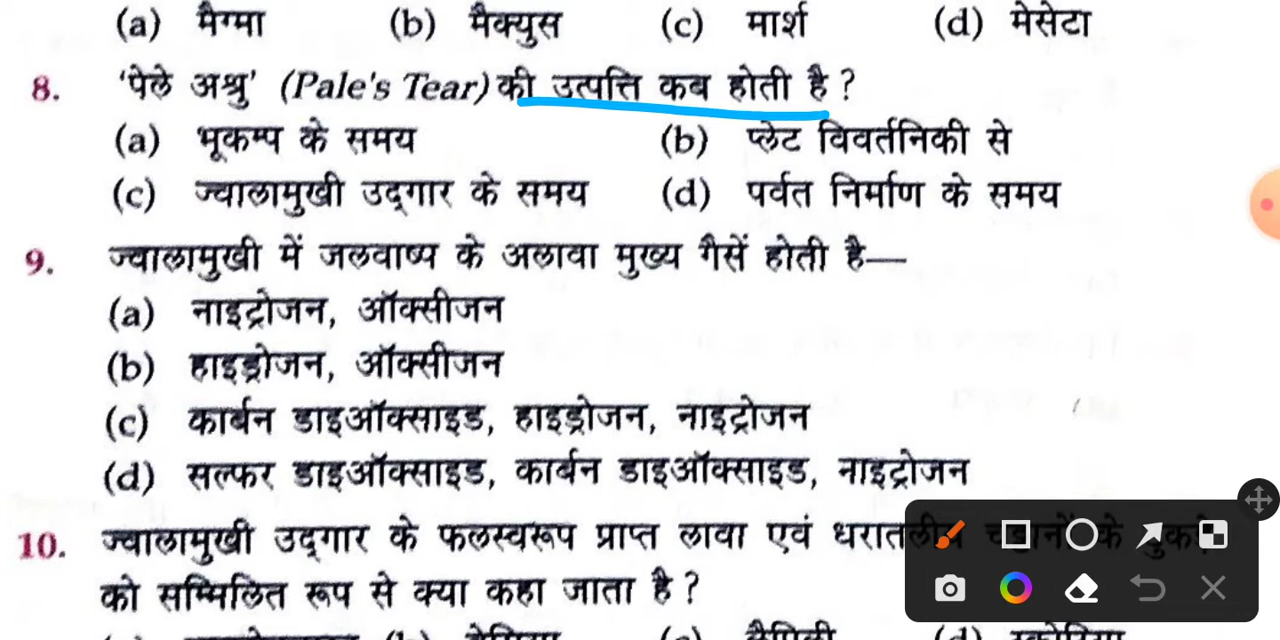 (a) मैग्मा (b) मैक्युस (c) मार्श (d) मेसेटा
8. 'पेले अश्रु' (Pale's Tear) की उत्पत्ति कब होती है ?
(a) भूकम्प के समय (b) प्लेट विवर्तनिकी से
(c) ज्वालामुखी उद्‌गार के समय (d) पर्वत निर्माण के समय
9. ज्वालामुखी में जलवाष्प के अलावा मुख्य गैसें होती है—
(a) नाइट्रोजन, ऑक्सीजन
(b) हाइड्रोजन, ऑक्सीजन
(c) कार्बन डाइऑक्साइड, हाइड्रोजन, नाइट्रोजन
(d) सल्फर डाइऑक्साइड, कार्बन डाइऑक्साइड, नाइट्रोजन
10. ज्वालामुखी उद्‌गार के फलस्वरूप प्राप्त लावा एवं धरातलीय चट्टानों के टुकड़ों
को सम्मिलित रूप से क्या कहा जाता है ?